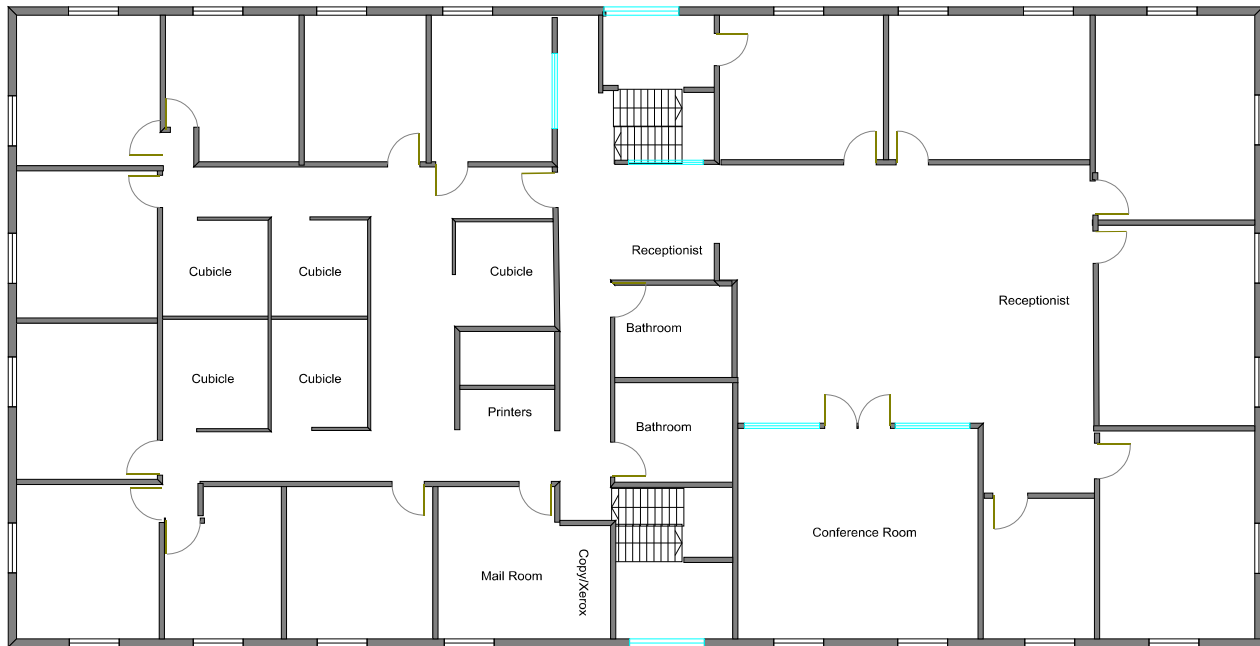 Receptionist
Cubicle
Cubicle
Cubicle
Receptionist
Bathroom
Cubicle
Cubicle
Printers
Bathroom
Conference Room
Mail Room
Copy/Xerox